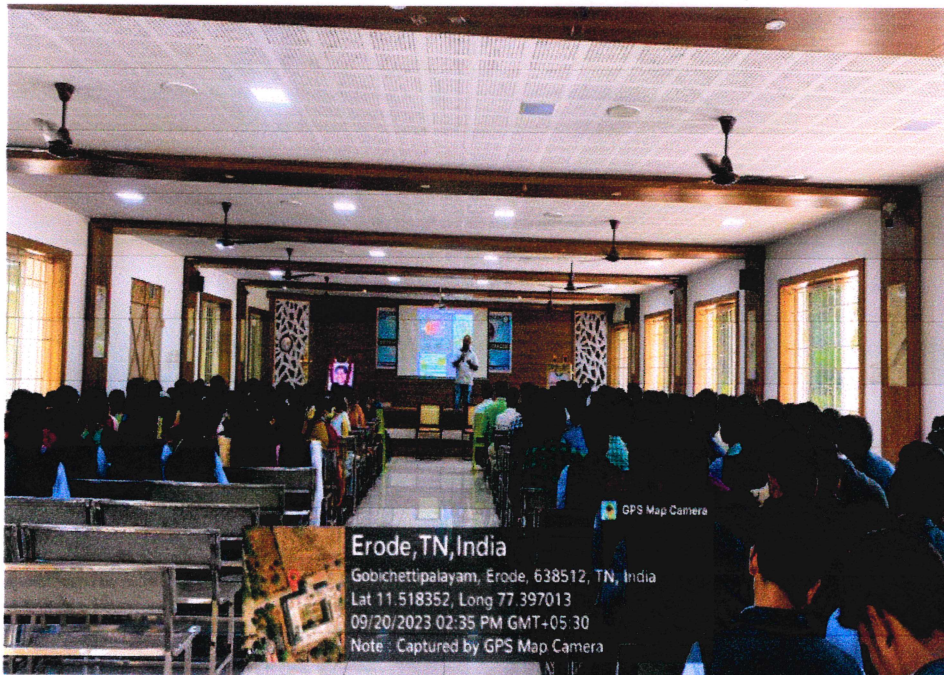 GPS Map Camera
Erode,TN,India
Gobichettipalayam, Erode, 638512, TN, India
Lat 11.518352, Long 77.397013
09/20/2023 02:35 PM GMT+05:30
Note : Captured by GPS Map Camera